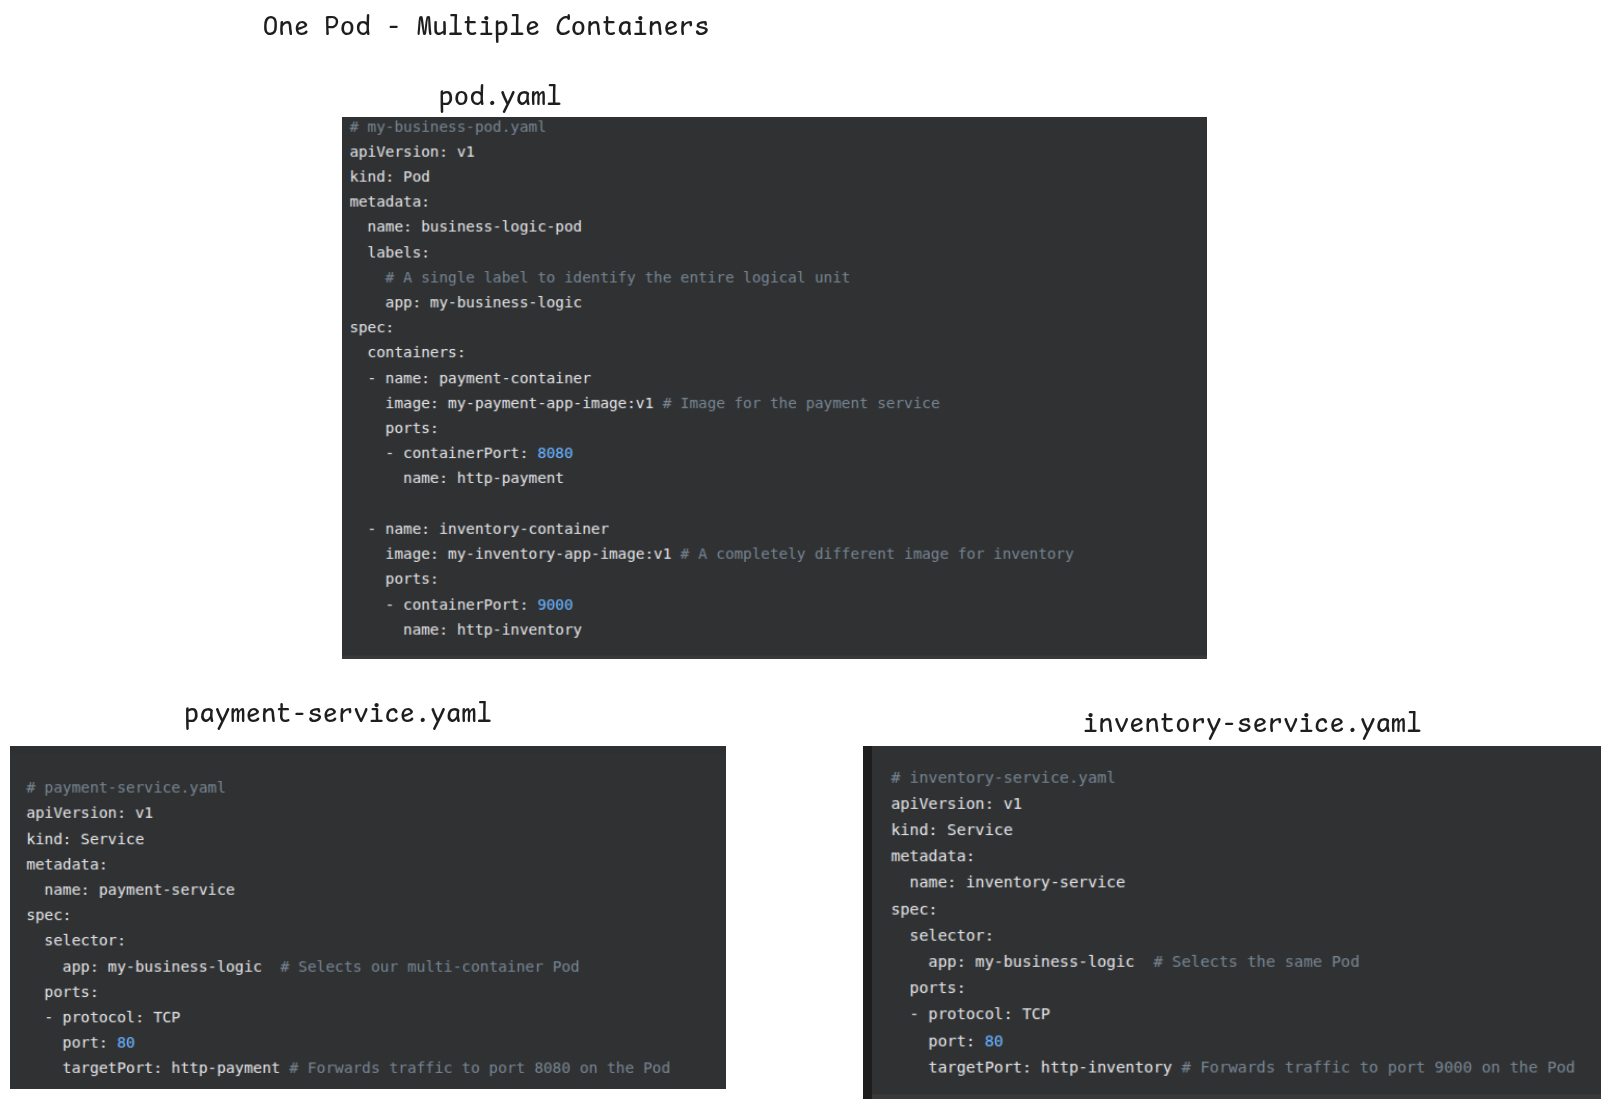 One Pod - Multiple Containers
pod.yaml
# my-business-pod.yaml
apiVersion: v1
kind: Pod
metadata:
  name: business-logic-pod
  labels:
    # A single label to identify the entire logical unit
    app: my-business-logic
spec:
  containers:
  - name: payment-container
    image: my-payment-app-image:v1 # Image for the payment service
    ports:
    - containerPort: 8080
      name: http-payment
  - name: inventory-container
    image: my-inventory-app-image:v1 # A completely different image for inventory
    ports:
    - containerPort: 9000
      name: http-inventory
payment-service.yaml
# payment-service.yaml
apiVersion: v1
kind: Service
metadata:
  name: payment-service
spec:
  selector:
    app: my-business-logic  # Selects our multi-container Pod
  ports:
  - protocol: TCP
    port: 80
    targetPort: http-payment # Forwards traffic to port 8080 on the Pod
inventory-service.yaml
# inventory-service.yaml
apiVersion: v1
kind: Service
metadata:
  name: inventory-service
spec:
  selector:
    app: my-business-logic  # Selects the same Pod
  ports:
  - protocol: TCP
    port: 80
    targetPort: http-inventory # Forwards traffic to port 9000 on the Pod